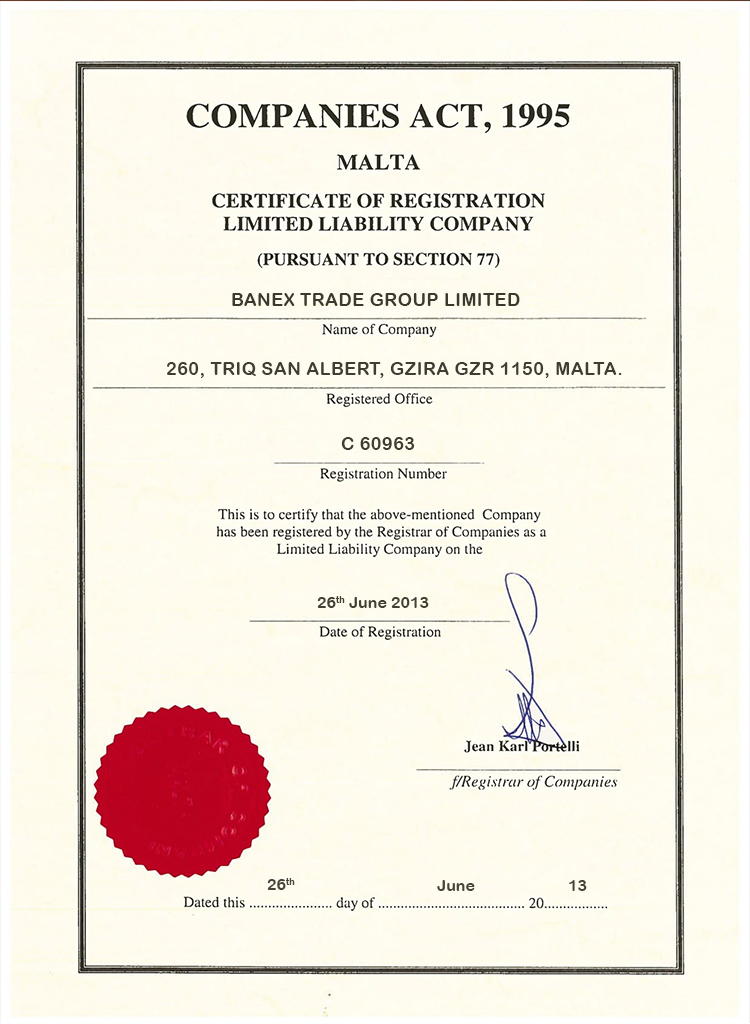 COMPANIES ACT, 1995
MALTA
CERTIFICATE OF REGISTRATION
LIMITED LIABILITY COMPANY
(PURSUANT TO SECTION 77)
BANEX TRADE GROUP LIMITED
Name of Company
260, TRIQ SAN ALBERT, GZIRA GZR 1150, MALTA.
Registered Office
C 60963
Registration Number
This is to certify that the above-mentioned Company
has been registered by the Registrar of Companies as a
Limited Liability Company on the
26th June 2013
Date of Registration
Jean Karl Portelli
f/Registrar of Companies
26th June 13
Dated this ...................... day of ....................................... 20.................